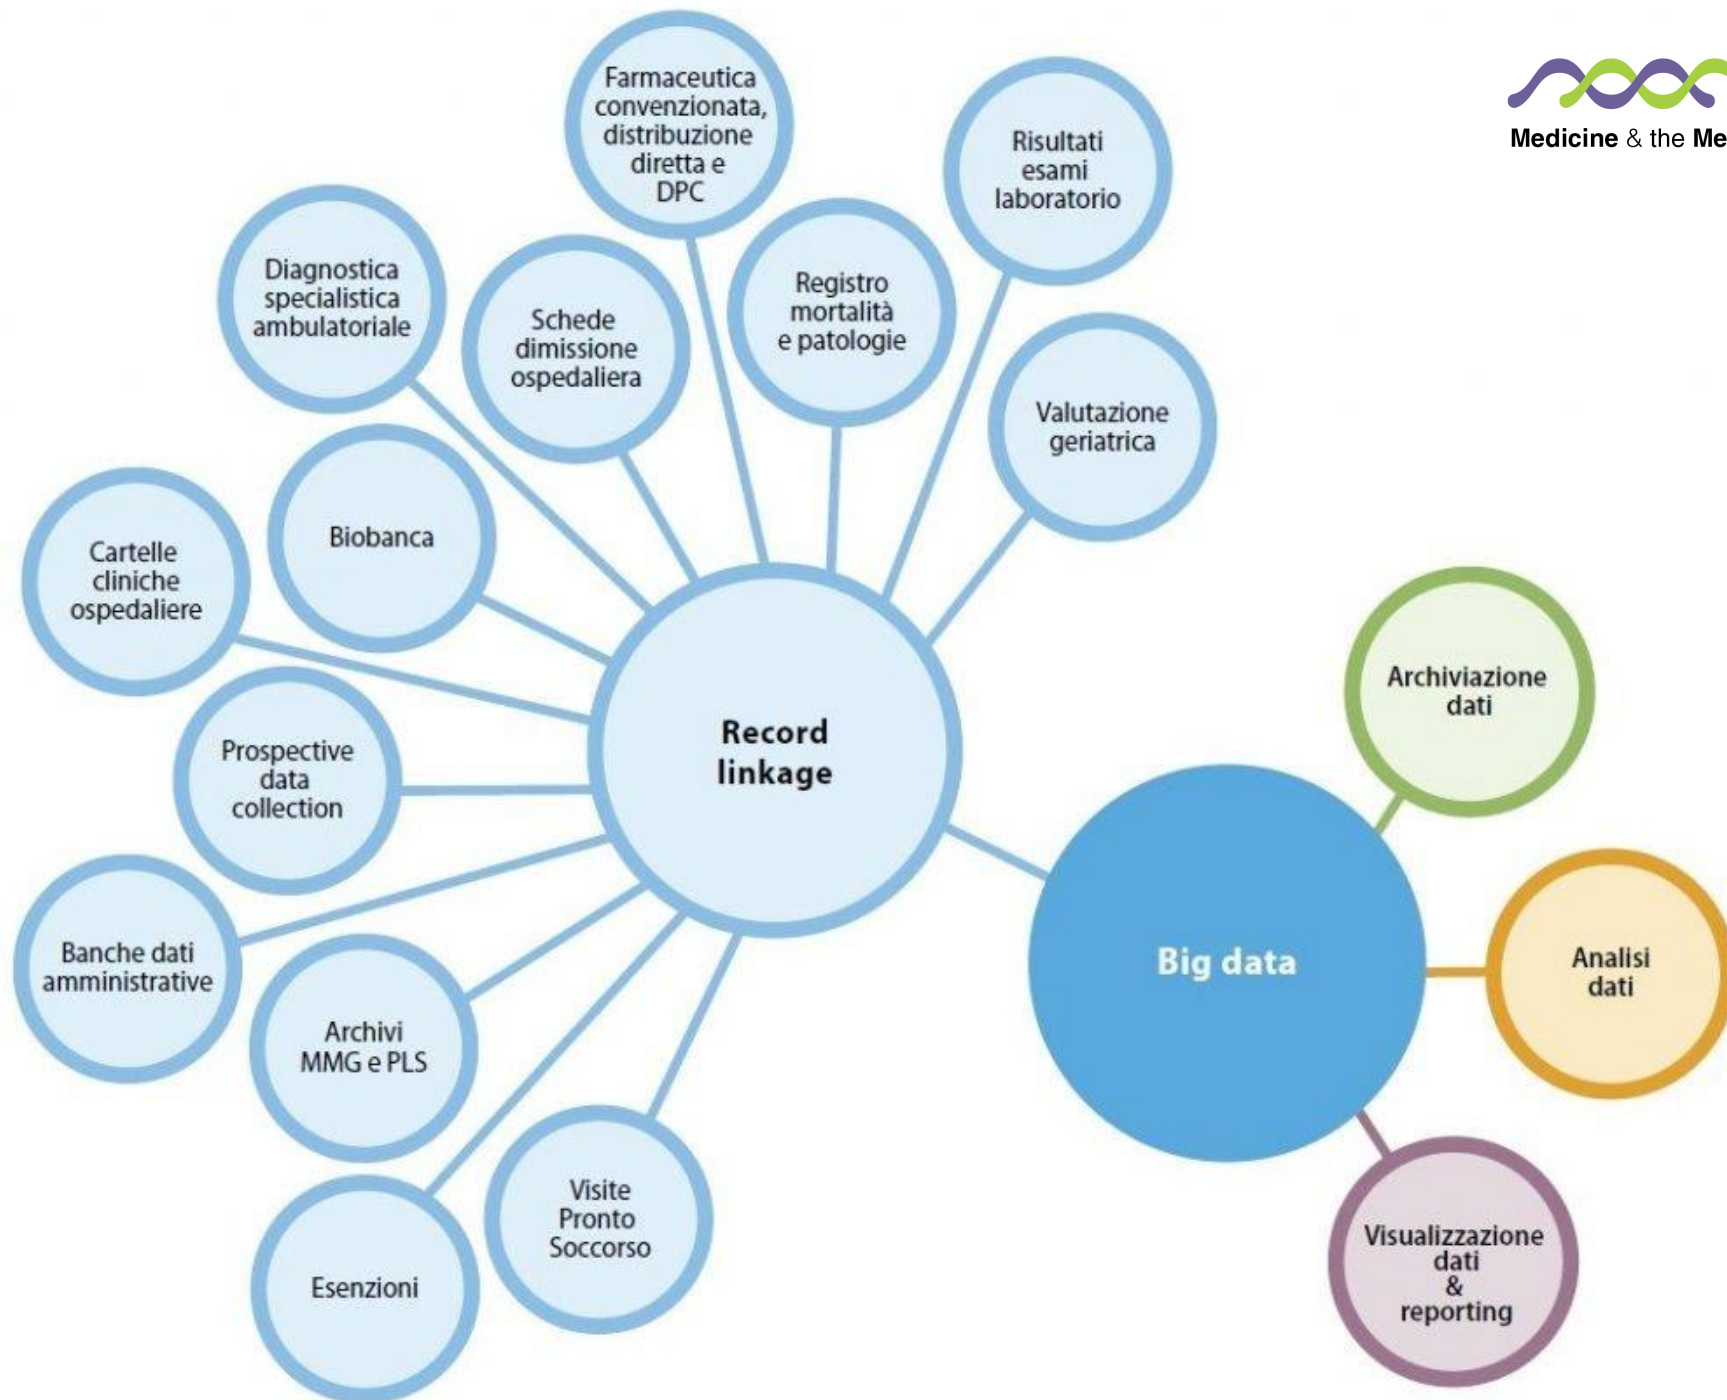 Farmaceutica
convenzionata,
distribuzione
diretta e
DPC
Risultati
esami
laboratorio
Medicine & the Me
Diagnostica
specialistica
ambulatoriale
Schede
dimissione
ospedaliera
Registro
mortalità
e patologie
Valutazione
geriatrica
Cartelle
cliniche
ospedaliere
Biobanca
Prospective
data
collection
Record
linkage
Archiviazione
dati
Banche dati
amministrative
Archivi
MMG e PLS
Big data
Analisi
dati
Esenzioni
Visite
Pronto
Soccorso
Visualizzazione
dati
&
reporting